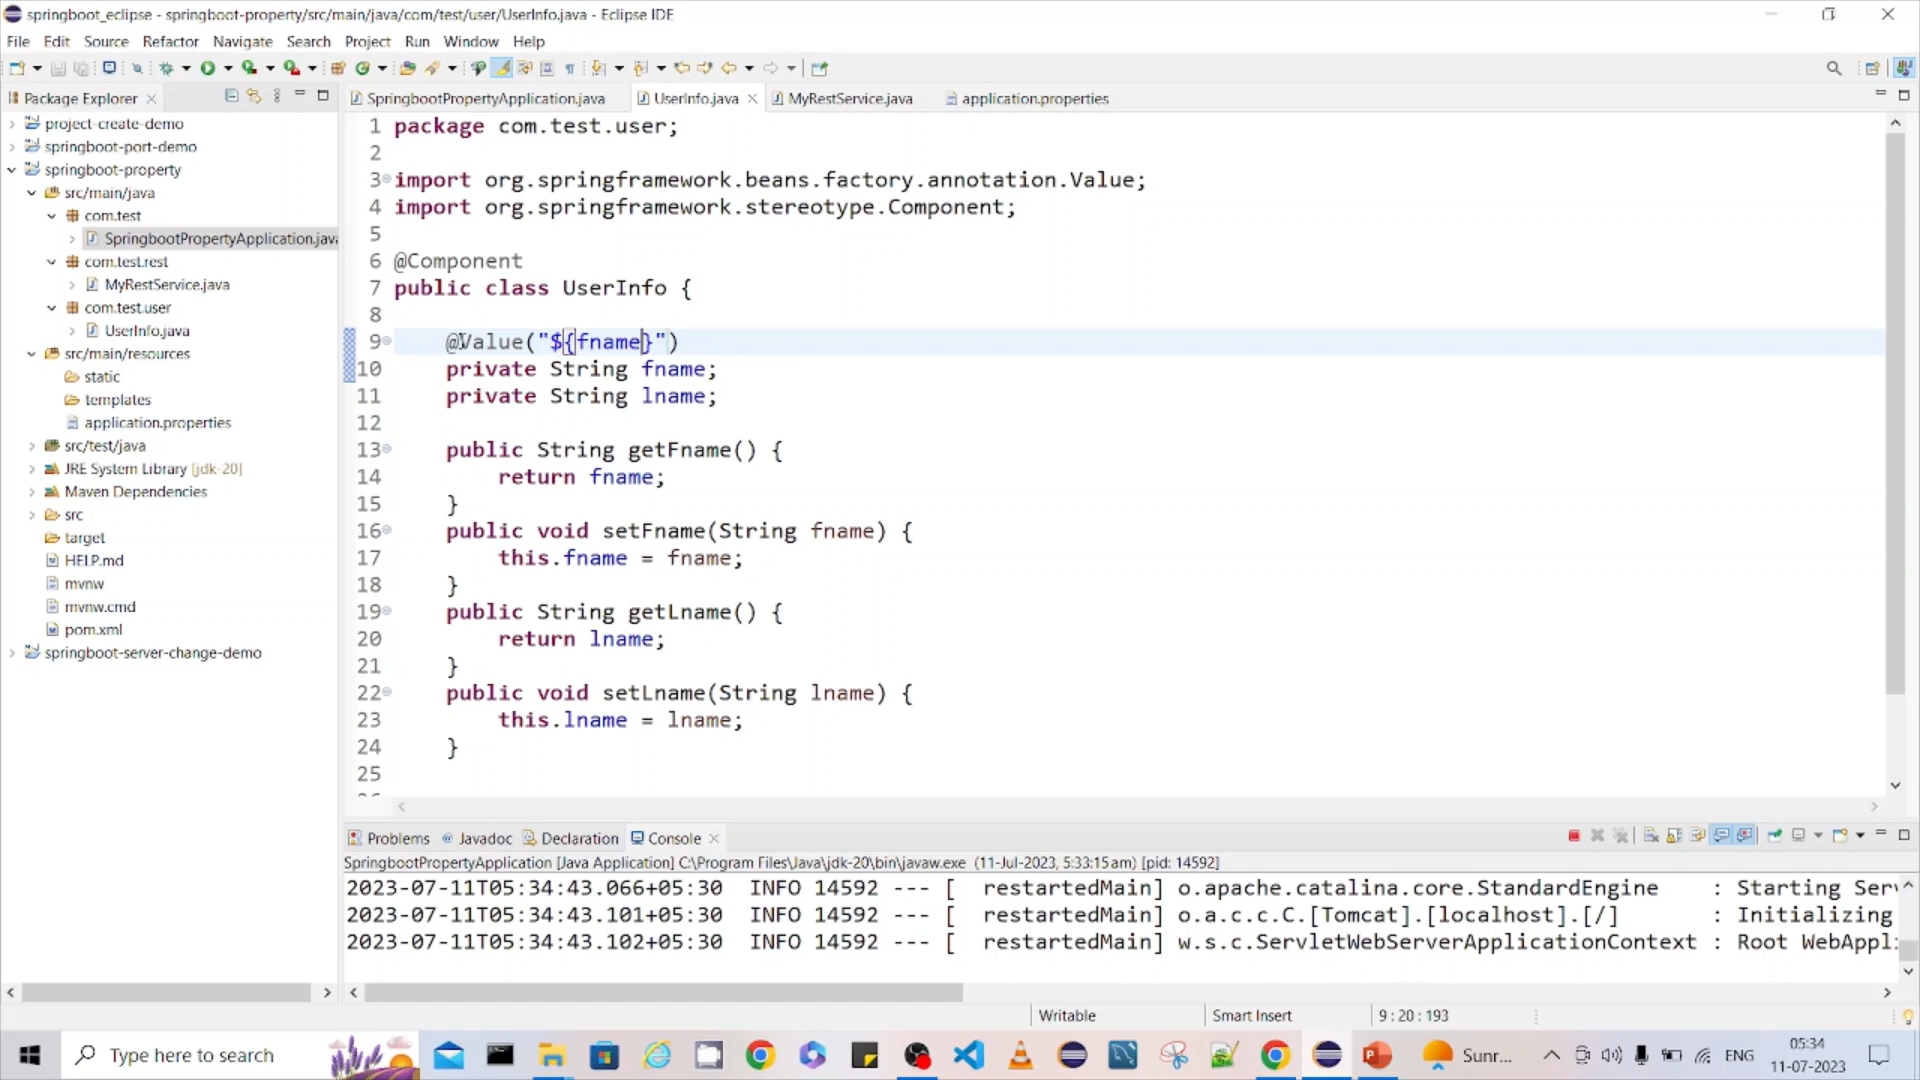 springboot_eclipse - springboot-property/src/main/java/com/test/user/UserInfo.java - Eclipse IDE
File Edit Source Refactor Navigate Search Project Run Window Help
Package Explorer
SpringbootPropertyApplication.java UserInfo.java MyRestService.java application.properties
project-create-demo
springboot-port-demo
springboot-property
src/main/java
com.test
SpringbootPropertyApplication.java
com.test.rest
MyRestService.java
com.test.user
UserInfo.java
src/main/resources
static
templates
application.properties
src/test/java
JRE System Library [jdk-20]
Maven Dependencies
src
target
HELP.md
mvnw
mvnw.cmd
pom.xml
springboot-server-change-demo
1 package com.test.user;
2
3 import org.springframework.beans.factory.annotation.Value;
4 import org.springframework.stereotype.Component;
5
6 @Component
7 public class UserInfo {
8
9 @Value("${fname}")
10 private String fname;
11 private String lname;
12
13 public String getFname() {
14 return fname;
15 }
16 public void setFname(String fname) {
17 this.fname = fname;
18 }
19 public String getLname() {
20 return lname;
21 }
22 public void setLname(String lname) {
23 this.lname = lname;
24 }
25
Problems Javadoc Declaration Console
SpringbootPropertyApplication [Java Application] C:\Program Files\Java\jdk-20\bin\javaw.exe (11-Jul-2023, 5:33:15 am) [pid: 14592]
2023-07-11T05:34:43.066+05:30 INFO 14592 --- [ restartedMain] o.apache.catalina.core.StandardEngine : Starting Serv
2023-07-11T05:34:43.101+05:30 INFO 14592 --- [ restartedMain] o.a.c.c.C.[Tomcat].[localhost].[/] : Initializing
2023-07-11T05:34:43.102+05:30 INFO 14592 --- [ restartedMain] w.s.c.ServletWebServerApplicationContext : Root WebAppl
Writable Smart Insert 9 : 20 : 193
Type here to search
Sunr... ENG
05:34
11-07-2023